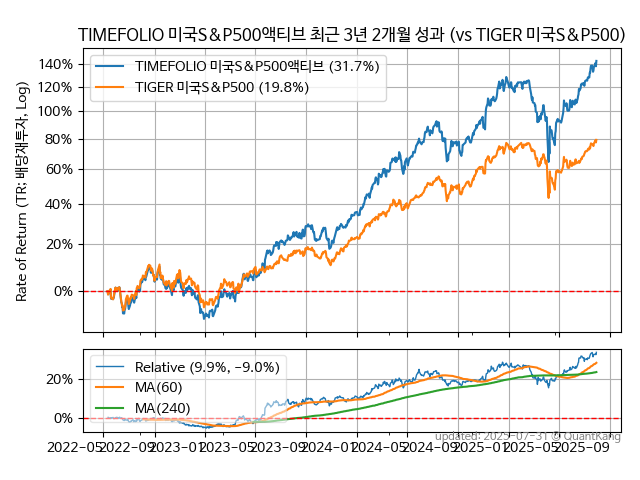 TIMEFOLIO 미국S&P500액티브 최근 3년 2개월 성과 (vs TIGER 미국S&P500)
Rate of Return (TR: 배당재투자, Log)
140%
120%
100%
80%
60%
40%
20%
0%
TIMEFOLIO 미국S&P500액티브 (31.7%)
TIGER 미국S&P500 (19.8%)
20%
0%
Relative (9.9%, -9.0%)
MA(60)
MA(240)
updated: 2025-07-31 © QuantKang
2022-05 2022-09 2023-01 2023-05 2023-09 2024-01 2024-05 2024-09 2025-01 2025-05 2025-09